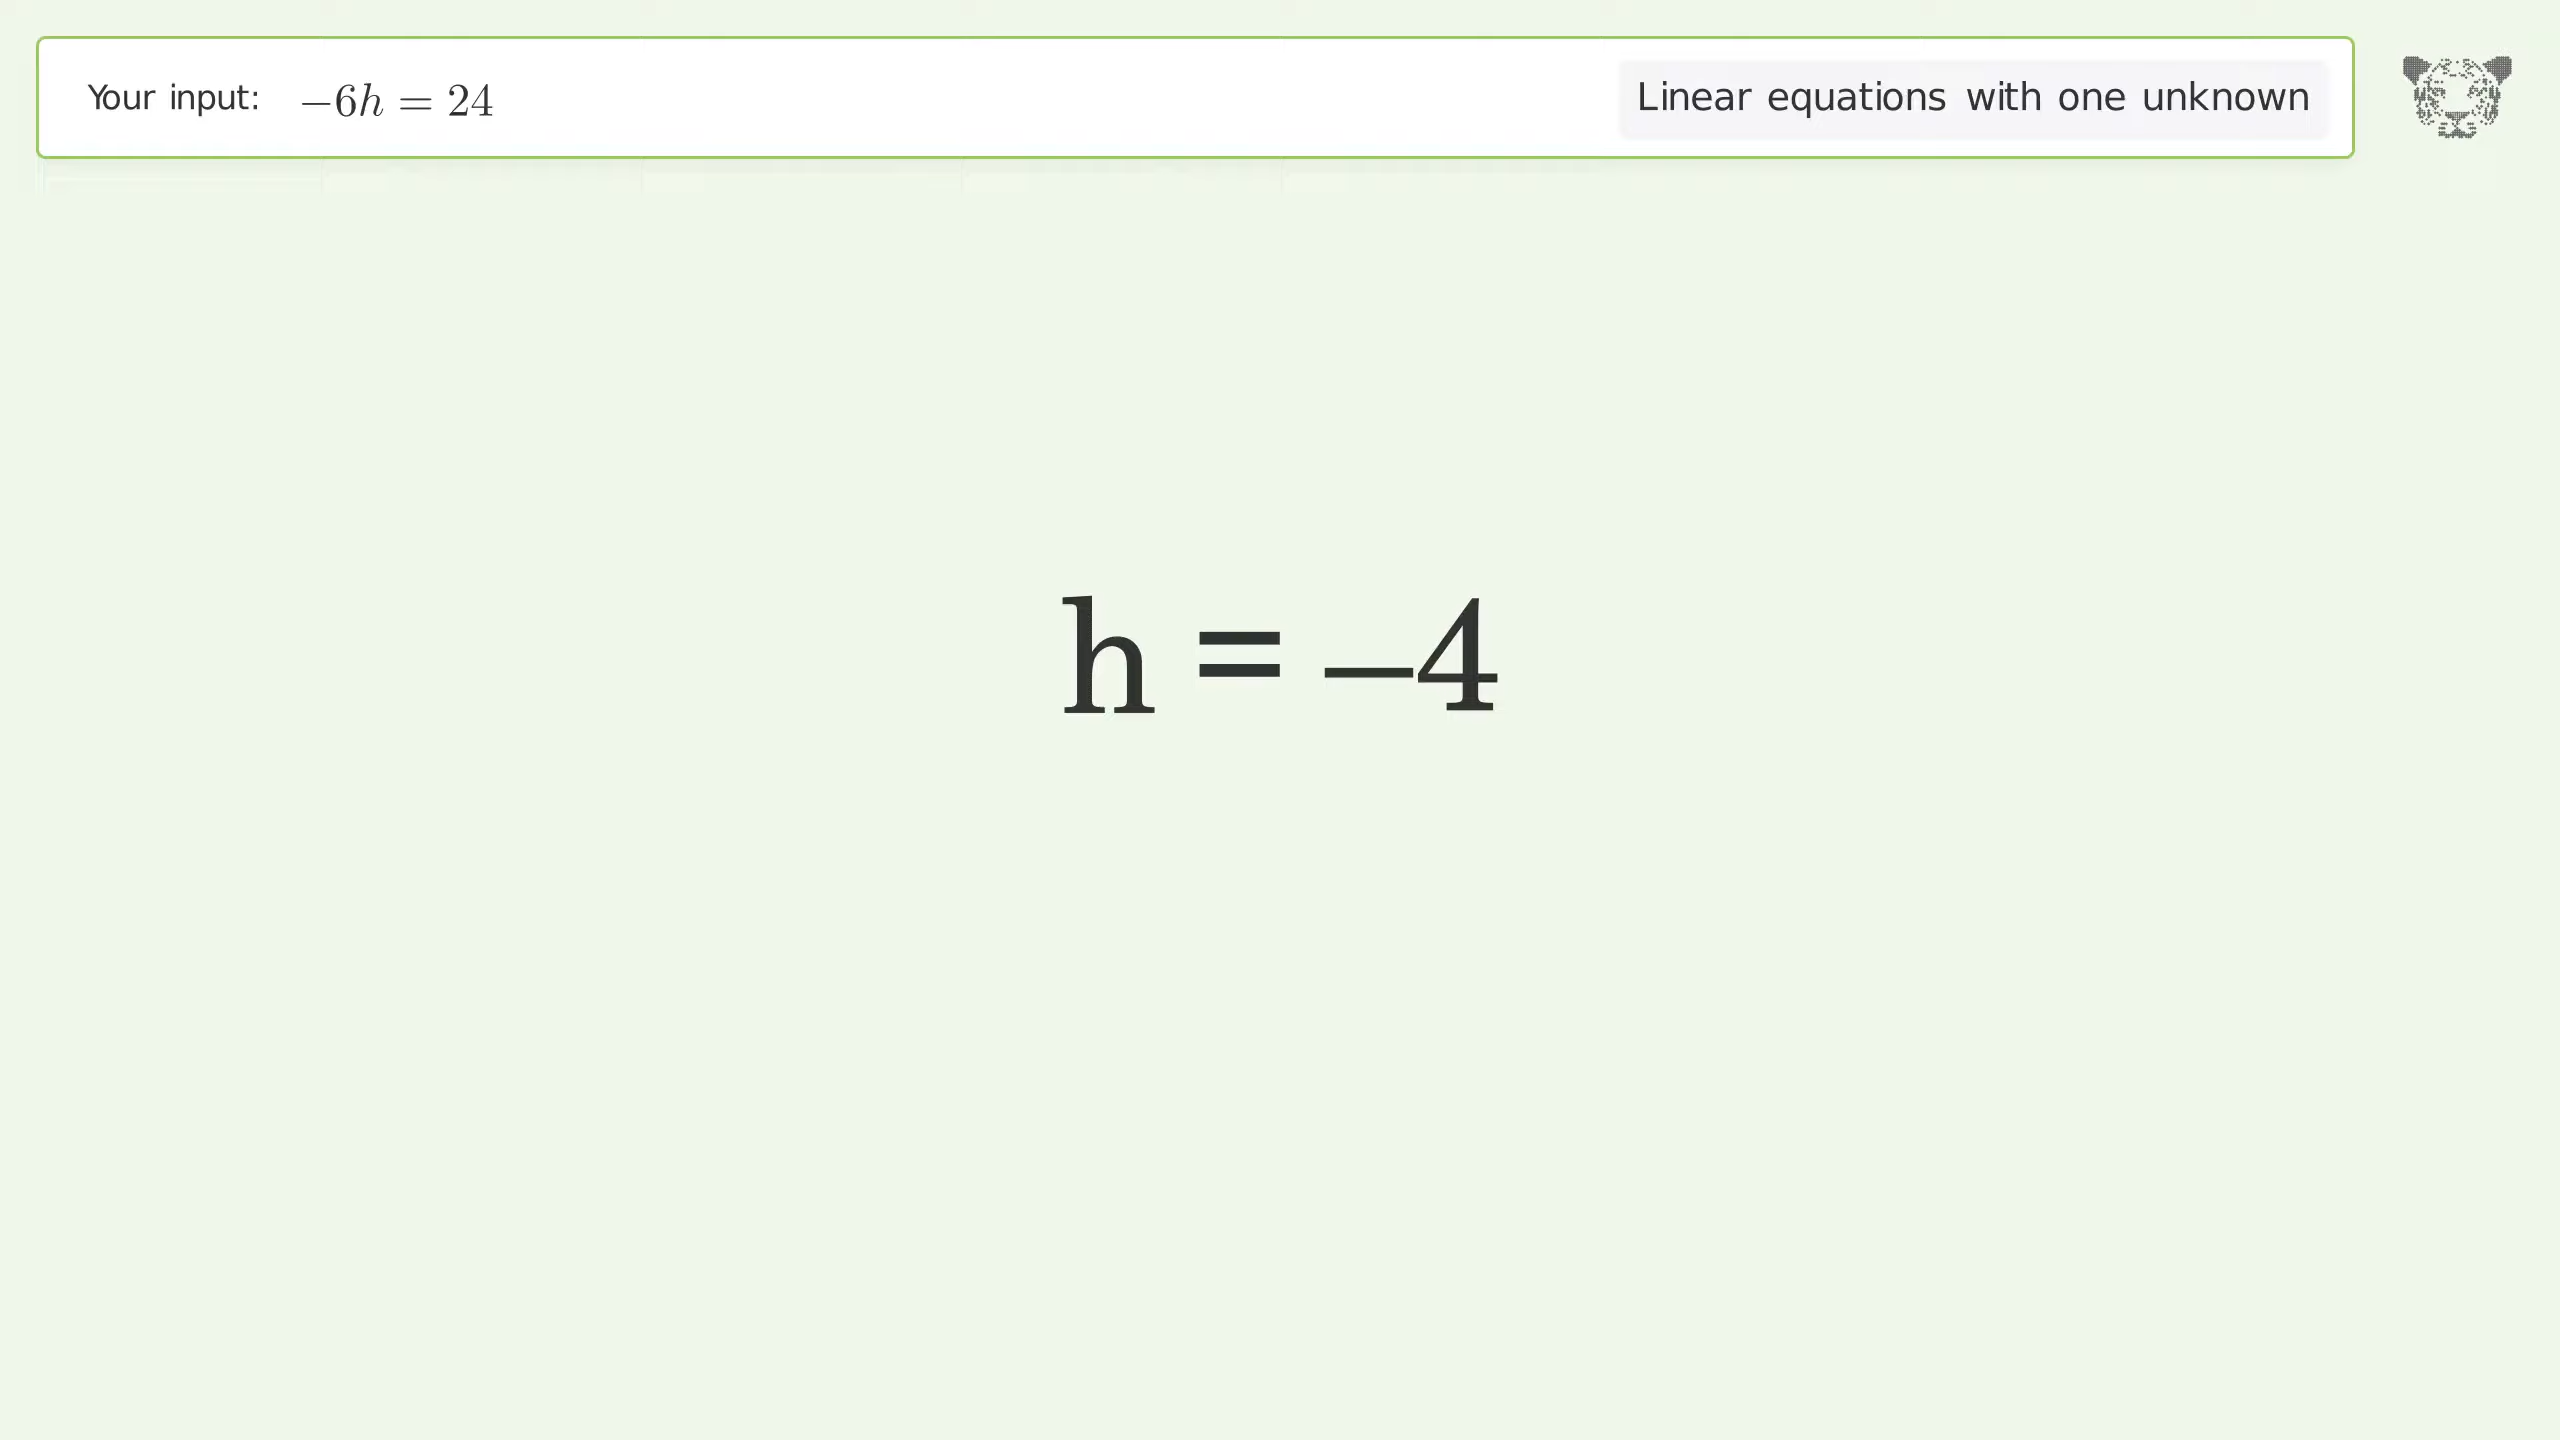 Your input: −6h = 24
Linear equations with one unknown
h = −4